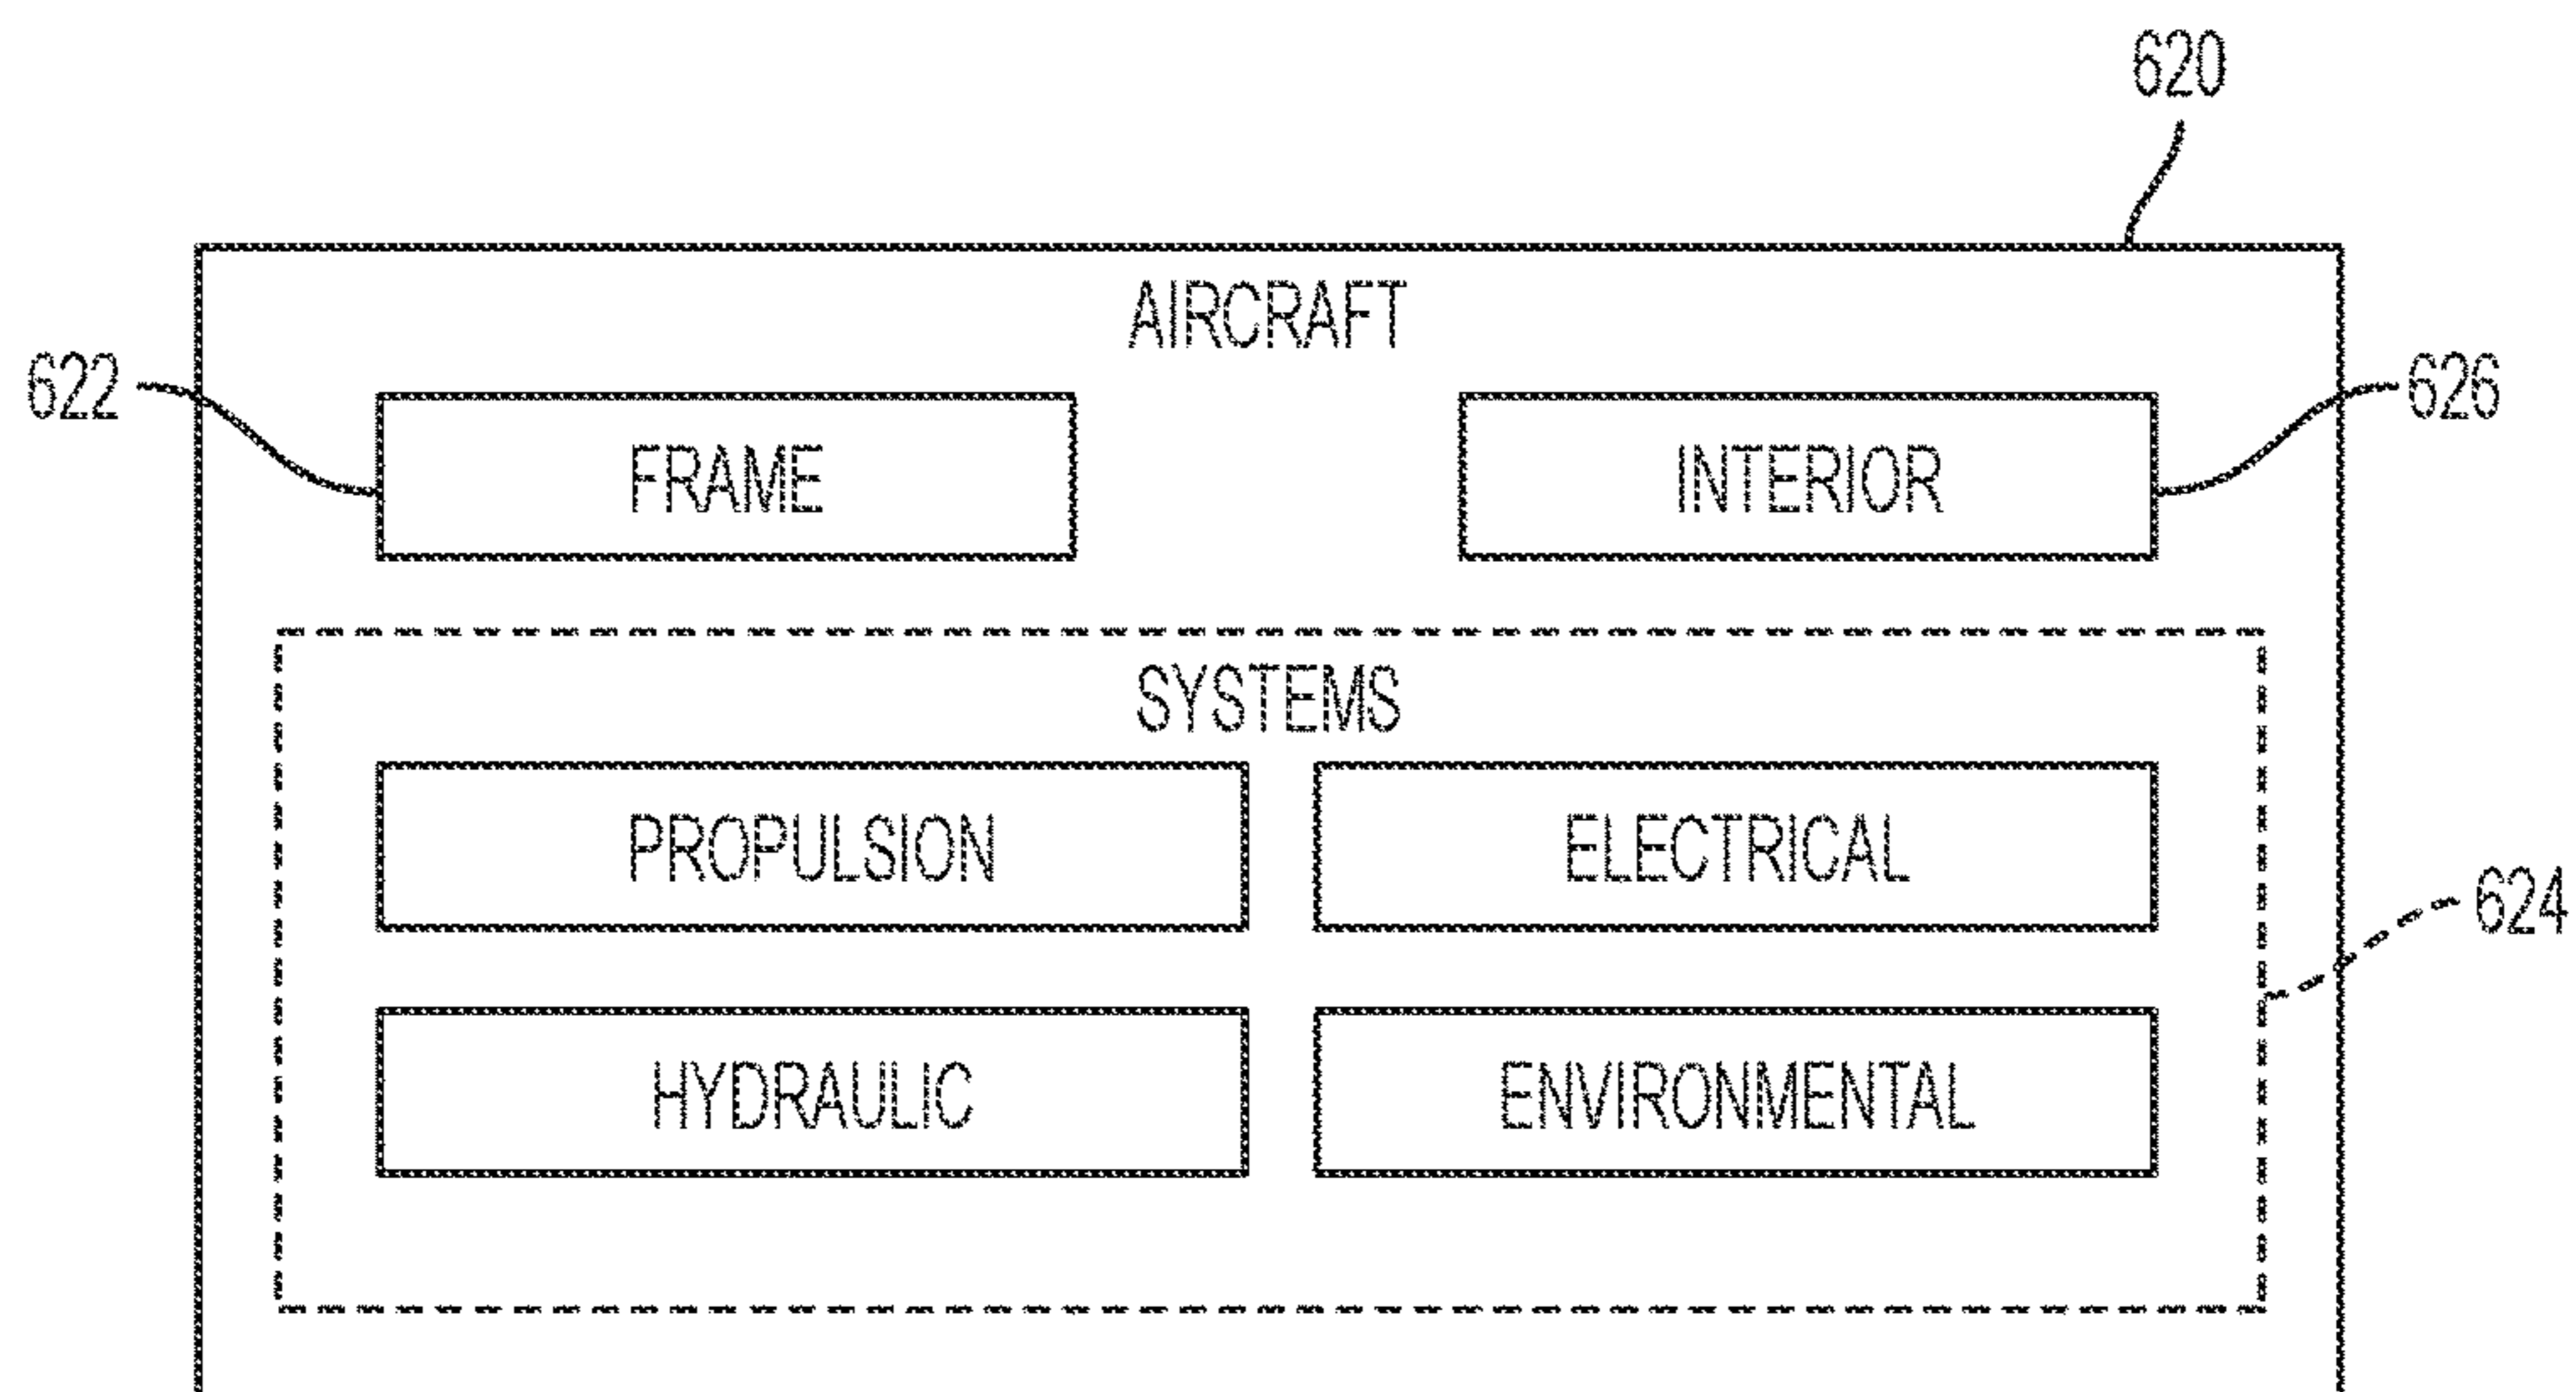 620
AIRCRAFT
622
626
FRAME
INTERIOR
SYSTEMS
PROPULSION
ELECTRICAL
624
HYDRAULIC
ENVIRONMENTAL